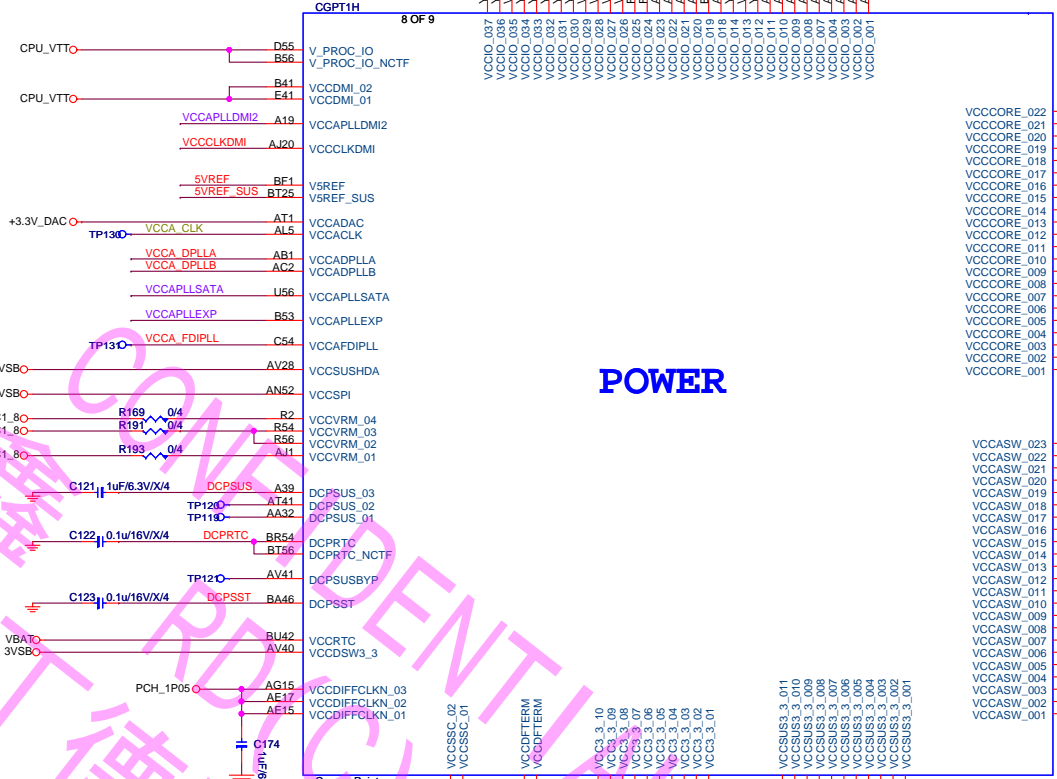 CGPT1H
8 OF 9
VCCIO_037
VCCIO_036
VCCIO_035
VCCIO_034
VCCIO_033
VCCIO_032
VCCIO_031
VCCIO_030
VCCIO_029
VCCIO_028
VCCIO_027
VCCIO_026
VCCIO_025
VCCIO_024
VCCIO_023
VCCIO_022
VCCIO_021
VCCIO_020
VCCIO_019
VCCIO_018
VCCIO_014
VCCIO_013
VCCIO_012
VCCIO_011
VCCIO_010
VCCIO_009
VCCIO_008
VCCIO_007
VCCIO_004
VCCIO_003
VCCIO_002
VCCIO_001
CPU_VTT D55 V_PROC_IO
B56 V_PROC_IO_NCTF
B41 VCCDMI_02
CPU_VTT E41 VCCDMI_01
VCCAPLLDMI2 A19 VCCAPLLDMI2
VCCCLKDMI AJ20 VCCCLKDMI
5VREF BF1 V5REF
5VREF_SUS BT25 V5REF_SUS
+3.3V_DAC AT1 VCCADAC
TP130 VCCA_CLK AL5 VCCACLK
VCCA_DPLLA AB1 VCCADPLLA
VCCA_DPLLB AC2 VCCADPLLB
VCCAPLLSATA U56 VCCAPLLSATA
VCCAPLLEXP B53 VCCAPLLEXP
TP131 VCCA_FDIPLL C54 VCCAFDIPLL
VSB AV28 VCCSUSHDA
VSB AN52 VCCSPI
1_8 R169 0/4 R2 VCCVRM_04
1_8 R191 0/4 R54 VCCVRM_03
R56 VCCVRM_02
1_8 R193 0/4 AJ1 VCCVRM_01
C121 1uF/6.3V/X/4 DCPSUS A39 DCPSUS_03
TP120 AT41 DCPSUS_02
TP119 AA32 DCPSUS_01
C122 0.1u/16V/X/4 DCPRTC BR54 DCPRTC
BT56 DCPRTC_NCTF
TP121 AV41 DCPSUSBYP
C123 0.1u/16V/X/4 DCPSST BA46 DCPSST
VBAT BU42 VCCRTC
3VSB AV40 VCCDSW3_3
PCH_1P05 AG15 VCCDIFFCLKN_03
AE17 VCCDIFFCLKN_02
AE15 VCCDIFFCLKN_01
C174
1uF/6
POWER
VCCCORE_022
VCCCORE_021
VCCCORE_020
VCCCORE_019
VCCCORE_018
VCCCORE_017
VCCCORE_016
VCCCORE_015
VCCCORE_014
VCCCORE_013
VCCCORE_012
VCCCORE_011
VCCCORE_010
VCCCORE_009
VCCCORE_008
VCCCORE_007
VCCCORE_006
VCCCORE_005
VCCCORE_004
VCCCORE_003
VCCCORE_002
VCCCORE_001
VCCASW_023
VCCASW_022
VCCASW_021
VCCASW_020
VCCASW_019
VCCASW_018
VCCASW_017
VCCASW_016
VCCASW_015
VCCASW_014
VCCASW_013
VCCASW_012
VCCASW_011
VCCASW_010
VCCASW_009
VCCASW_008
VCCASW_007
VCCASW_006
VCCASW_005
VCCASW_004
VCCASW_003
VCCASW_002
VCCASW_001
VCCSSC_02
VCCSSC_01
VCCDFTERM
VCCDFTERM
VCC3_3_10
VCC3_3_09
VCC3_3_08
VCC3_3_07
VCC3_3_06
VCC3_3_05
VCC3_3_04
VCC3_3_03
VCC3_3_02
VCC3_3_01
VCCSUS3_3_011
VCCSUS3_3_010
VCCSUS3_3_009
VCCSUS3_3_008
VCCSUS3_3_007
VCCSUS3_3_006
VCCSUS3_3_005
VCCSUS3_3_004
VCCSUS3_3_003
VCCSUS3_3_002
VCCSUS3_3_001
CONFIDENTIAL
鑫
RD(C)
丁德